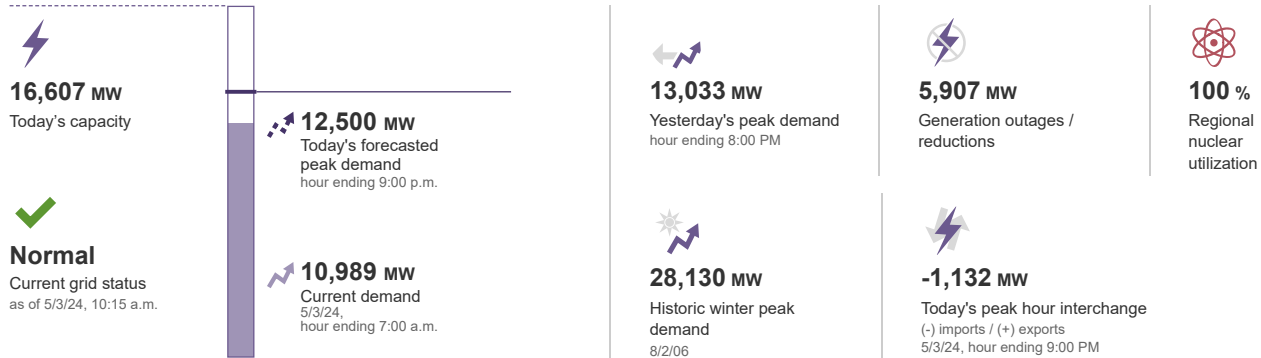 16,607 MW
Today's capacity
Normal
Current grid status
as of 5/3/24, 10:15 a.m.
12,500 MW
Today's forecasted
peak demand
hour ending 9:00 p.m.
10,989 MW
Current demand
5/3/24,
hour ending 7:00 a.m.
13,033 MW
Yesterday's peak demand
hour ending 8:00 PM
5,907 MW
Generation outages /
reductions
100 %
Regional
nuclear
utilization
28,130 MW
Historic winter peak
demand
8/2/06
-1,132 MW
Today's peak hour interchange
(-) imports / (+) exports
5/3/24, hour ending 9:00 PM